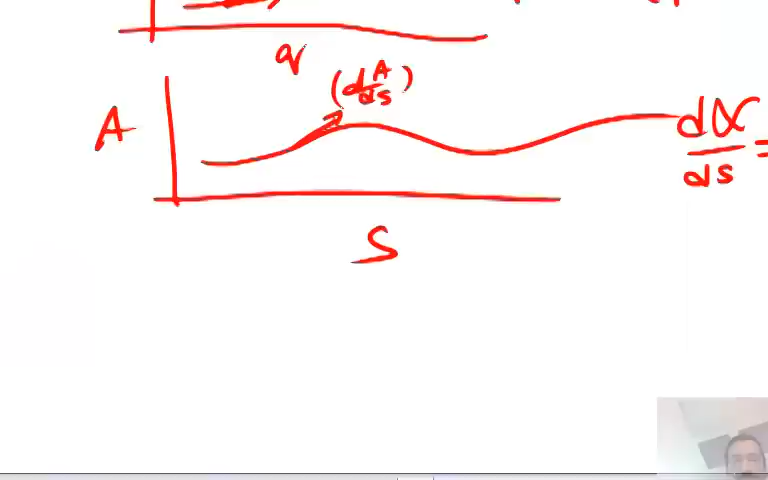 q
(dA/ds)
A
dα/ds =
S